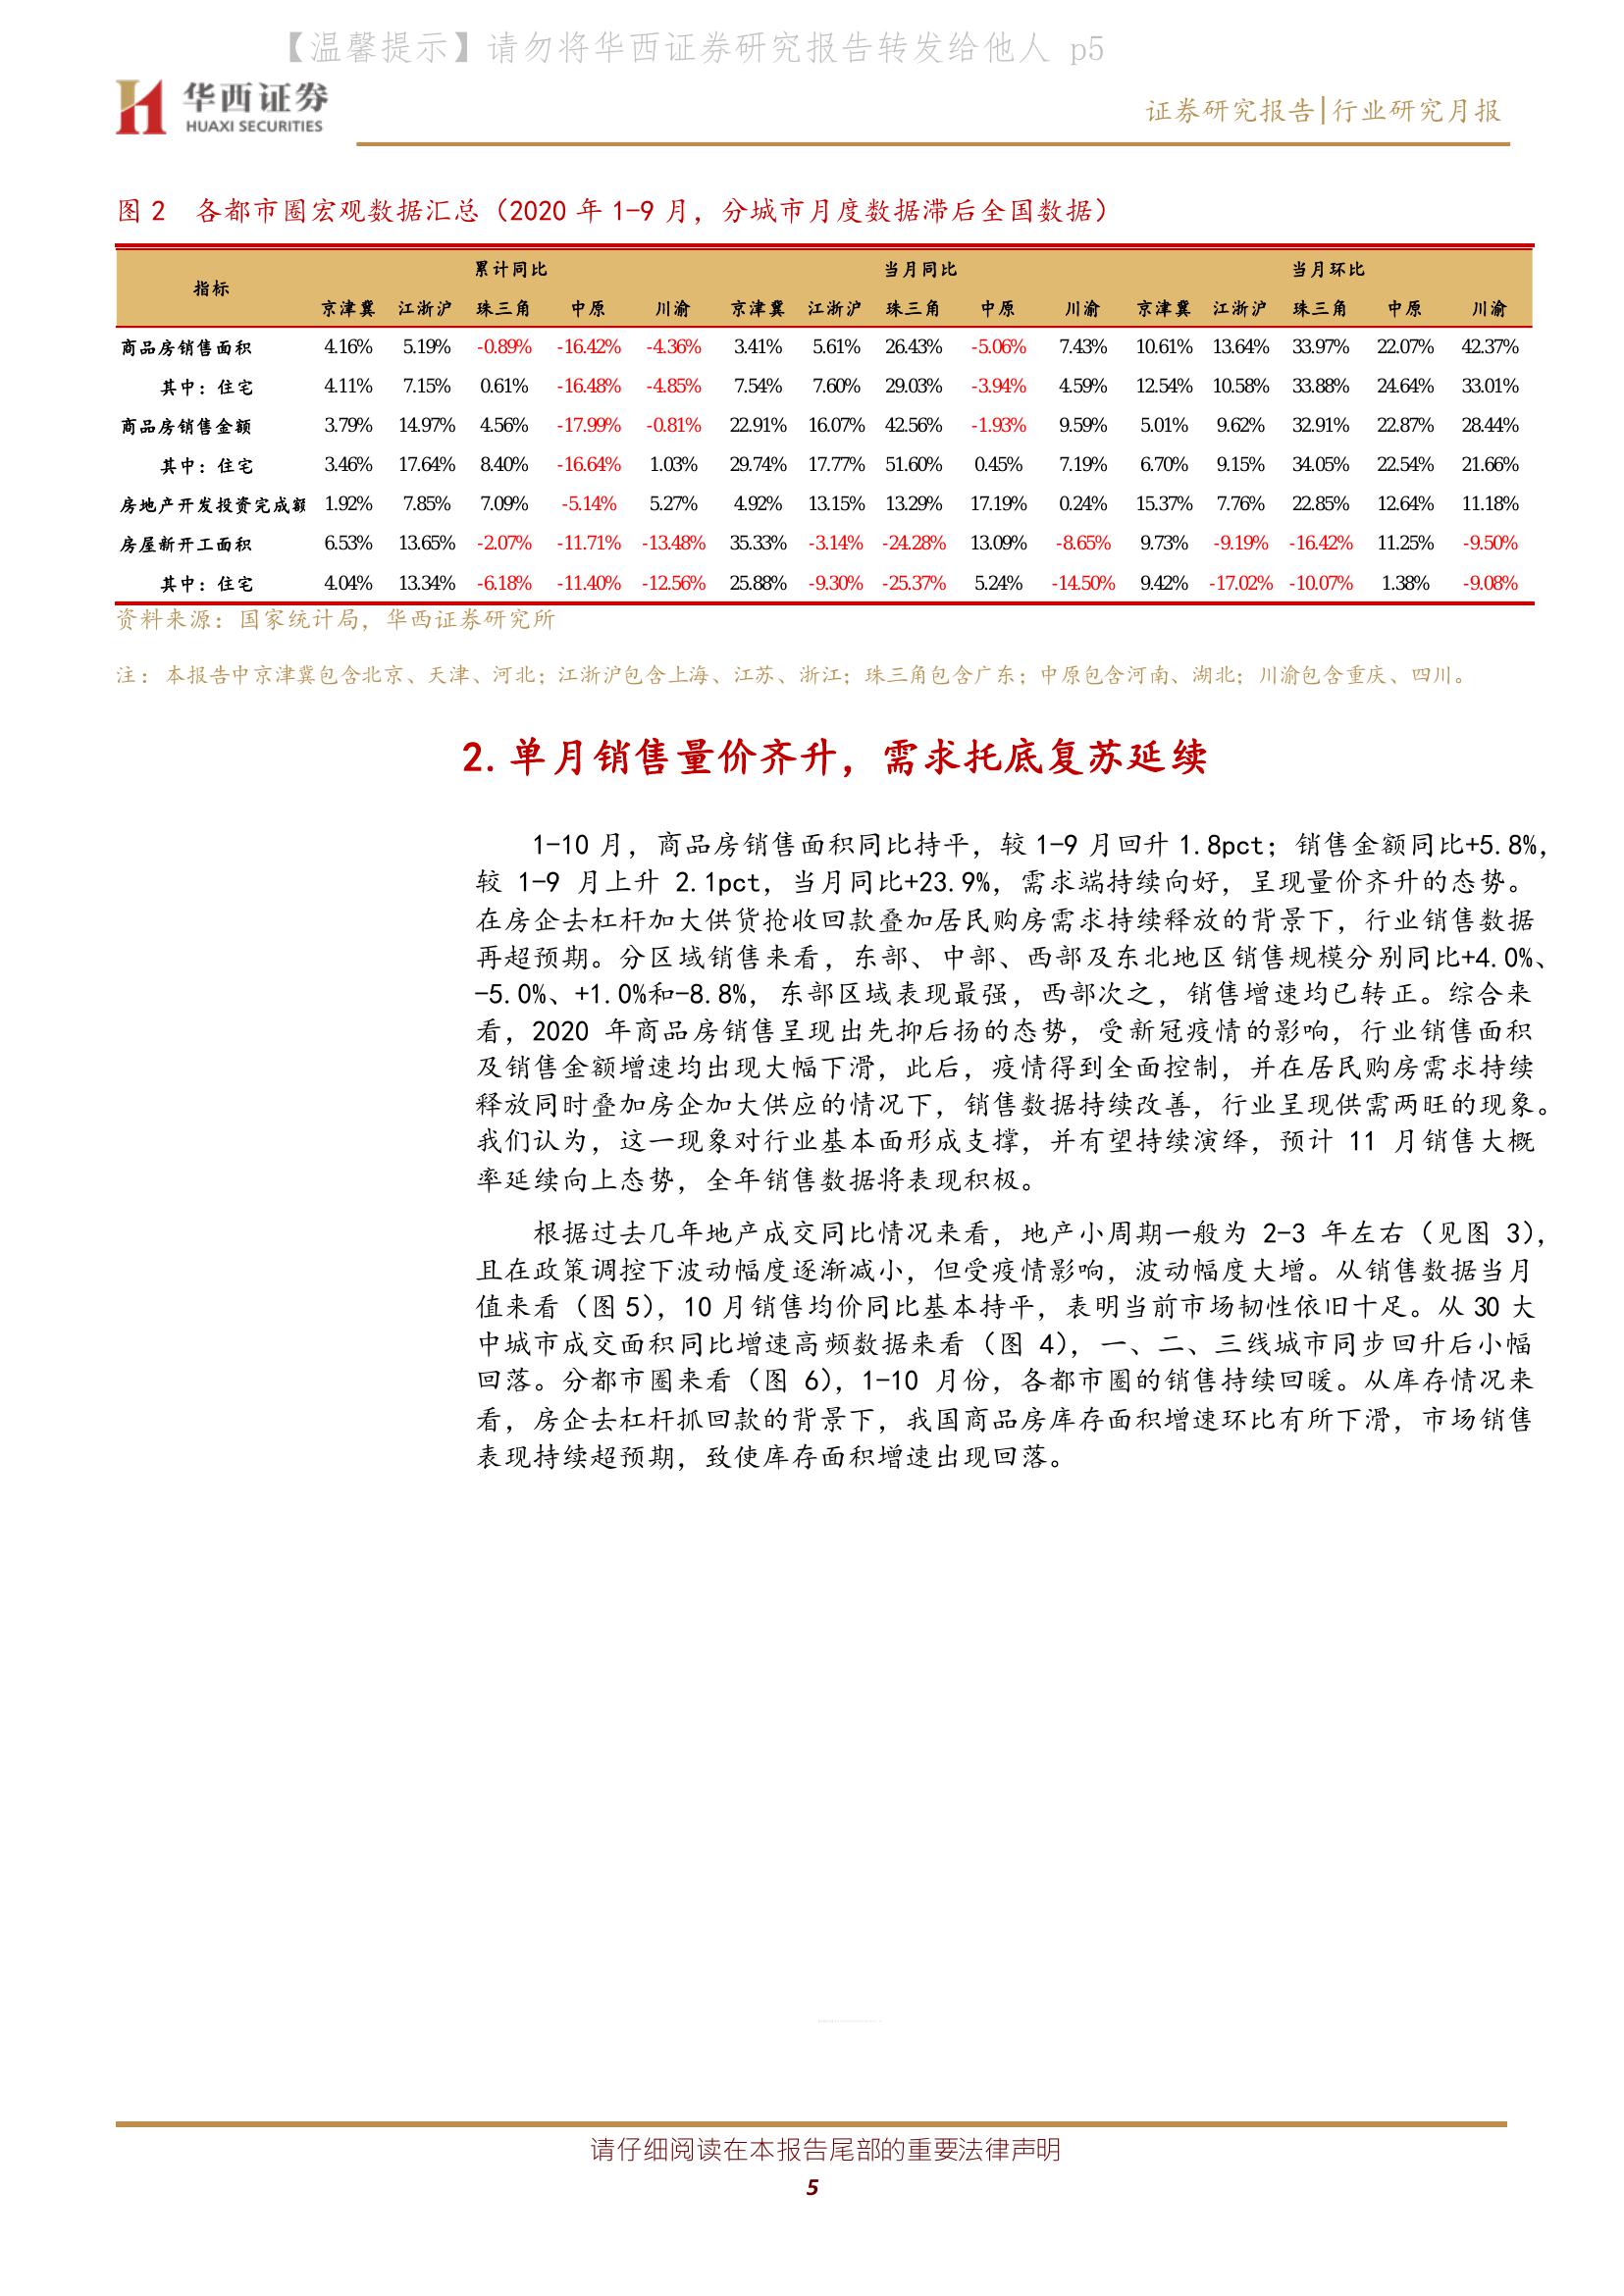 【温馨提示】请勿将华西证券研究报告转发给他人 p5
华西证券
HUAXI SECURITIES
证券研究报告|行业研究月报
图 2 各都市圈宏观数据汇总（2020 年 1-9 月，分城市月度数据滞后全国数据）
指标 累计同比 当月同比 当月环比
京津冀 江浙沪 珠三角 中原 川渝 京津冀 江浙沪 珠三角 中原 川渝 京津冀 江浙沪 珠三角 中原 川渝
商品房销售面积 4.16% 5.19% -0.89% -16.42% -4.36% 3.41% 5.61% 26.43% -5.06% 7.43% 10.61% 13.64% 33.97% 22.07% 42.37%
其中：住宅 4.11% 7.15% 0.61% -16.48% -4.85% 7.54% 7.60% 29.03% -3.94% 4.59% 12.54% 10.58% 33.88% 24.64% 33.01%
商品房销售金额 3.79% 14.97% 4.56% -17.99% -0.81% 22.91% 16.07% 42.56% -1.93% 9.59% 5.01% 9.62% 32.91% 22.87% 28.44%
其中：住宅 3.46% 17.64% 8.40% -16.64% 1.03% 29.74% 17.77% 51.60% 0.45% 7.19% 6.70% 9.15% 34.05% 22.54% 21.66%
房地产开发投资完成额 1.92% 7.85% 7.09% -5.14% 5.27% 4.92% 13.15% 13.29% 17.19% 0.24% 15.37% 7.76% 22.85% 12.64% 11.18%
房屋新开工面积 6.53% 13.65% -2.07% -11.71% -13.48% 35.33% -3.14% -24.28% 13.09% -8.65% 9.73% -9.19% -16.42% 11.25% -9.50%
其中：住宅 4.04% 13.34% -6.18% -11.40% -12.56% 25.88% -9.30% -25.37% 5.24% -14.50% 9.42% -17.02% -10.07% 1.38% -9.08%
资料来源：国家统计局，华西证券研究所
注：本报告中京津冀包含北京、天津、河北；江浙沪包含上海、江苏、浙江；珠三角包含广东；中原包含河南、湖北；川渝包含重庆、四川。
2.单月销售量价齐升，需求托底复苏延续
1-10 月，商品房销售面积同比持平，较 1-9 月回升 1.8pct；销售金额同比+5.8%，
较 1-9 月上升 2.1pct，当月同比+23.9%，需求端持续向好，呈现量价齐升的态势。
在房企去杠杆加大供货抢收回款叠加居民购房需求持续释放的背景下，行业销售数据
再超预期。分区域销售来看，东部、中部、西部及东北地区销售规模分别同比+4.0%、
-5.0%、+1.0%和-8.8%，东部区域表现最强，西部次之，销售增速均已转正。综合来
看，2020 年商品房销售呈现出先抑后扬的态势，受新冠疫情的影响，行业销售面积
及销售金额增速均出现大幅下滑，此后，疫情得到全面控制，并在居民购房需求持续
释放同时叠加房企加大供应的情况下，销售数据持续改善，行业呈现供需两旺的现象。
我们认为，这一现象对行业基本面形成支撑，并有望持续演绎，预计 11 月销售大概
率延续向上态势，全年销售数据将表现积极。
根据过去几年地产成交同比情况来看，地产小周期一般为 2-3 年左右（见图 3），
且在政策调控下波动幅度逐渐减小，但受疫情影响，波动幅度大增。从销售数据当月
值来看（图 5），10 月销售均价同比基本持平，表明当前市场韧性依旧十足。从 30 大
中城市成交面积同比增速高频数据来看（图 4），一、二、三线城市同步回升后小幅
回落。分都市圈来看（图 6），1-10 月份，各都市圈的销售持续回暖。从库存情况来
看，房企去杠杆抓回款的背景下，我国商品房库存面积增速环比有所下滑，市场销售
表现持续超预期，致使库存面积增速出现回落。
请仔细阅读在本报告尾部的重要法律声明
5